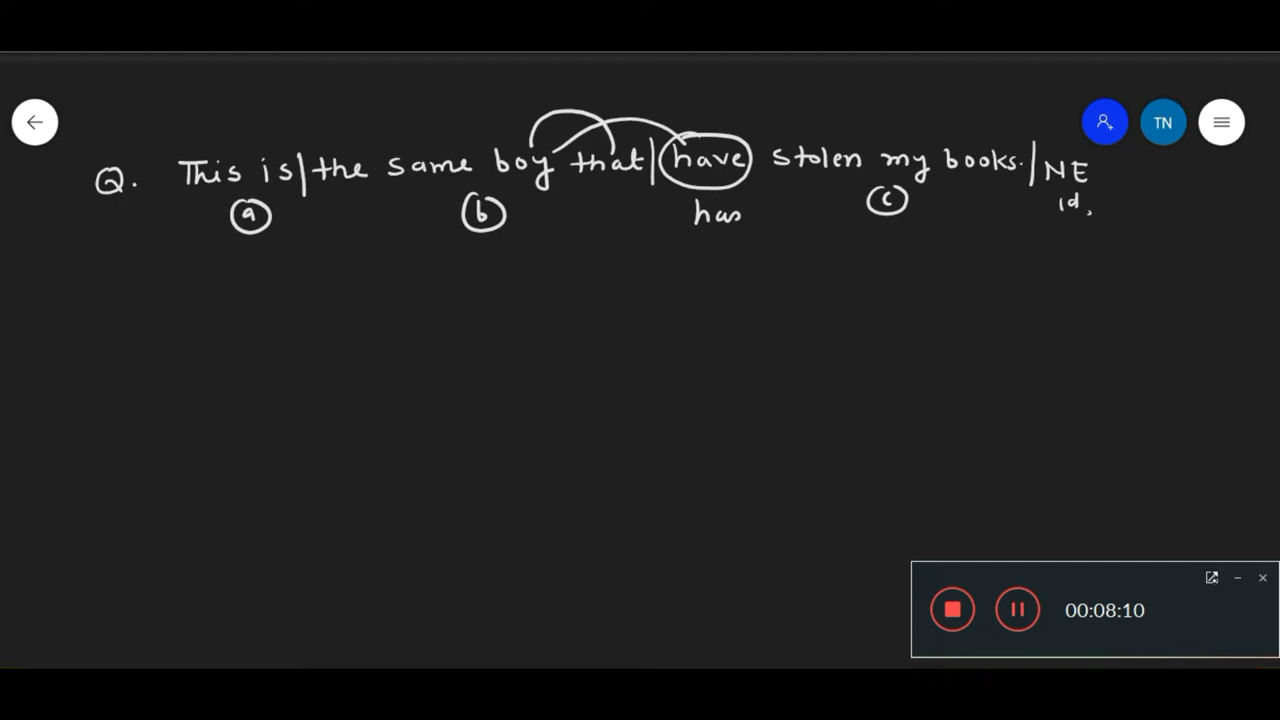 TN
Q. This is | the same boy that | have stolen my books. | NE
a b has c d.
00:08:10